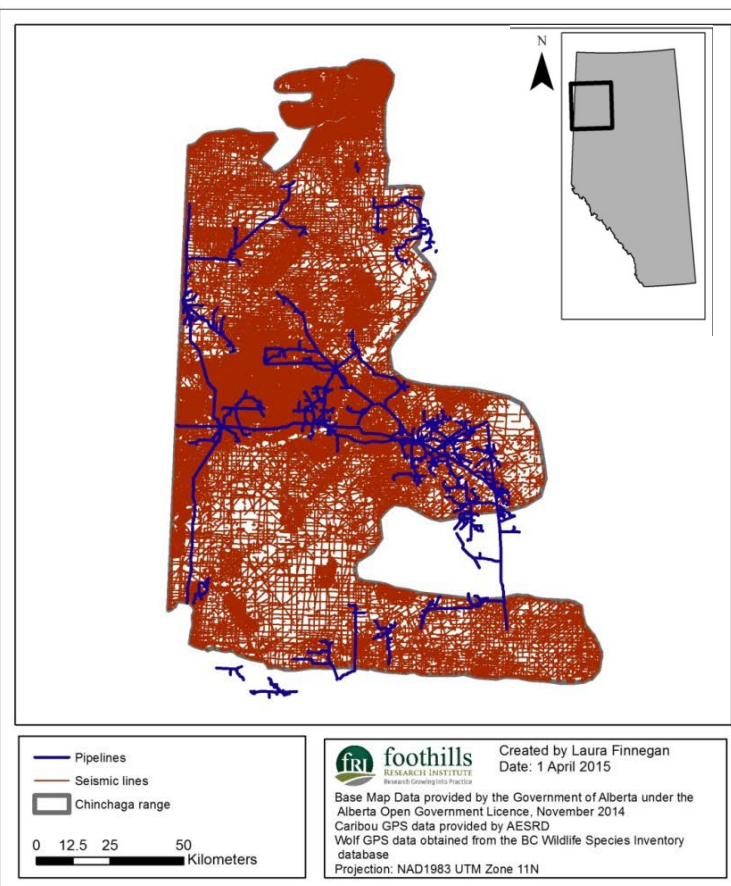 N
Pipelines
Seismic lines
Chinchaga range
0 12.5 25 50
Kilometers
fRI foothills
RESEARCH INSTITUTE
Research Growing Into Practice
Created by Laura Finnegan
Date: 1 April 2015
Base Map Data provided by the Government of Alberta under the
Alberta Open Government Licence, November 2014
Caribou GPS data provided by AESRD
Wolf GPS data obtained from the BC Wildlife Species Inventory
database
Projection: NAD1983 UTM Zone 11N